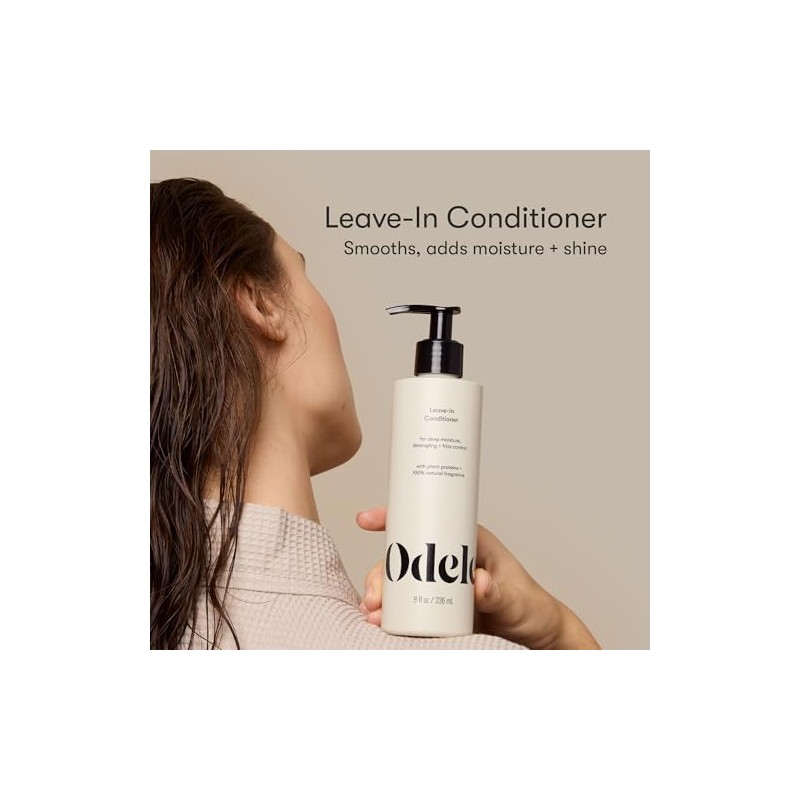 Leave-In Conditioner
Smooths, adds moisture + shine
Leave-In
Conditioner
for deep moisture,
detangling + frizz control
with plant proteins +
100% natural fragrance
Odele
8 fl oz / 236 mL